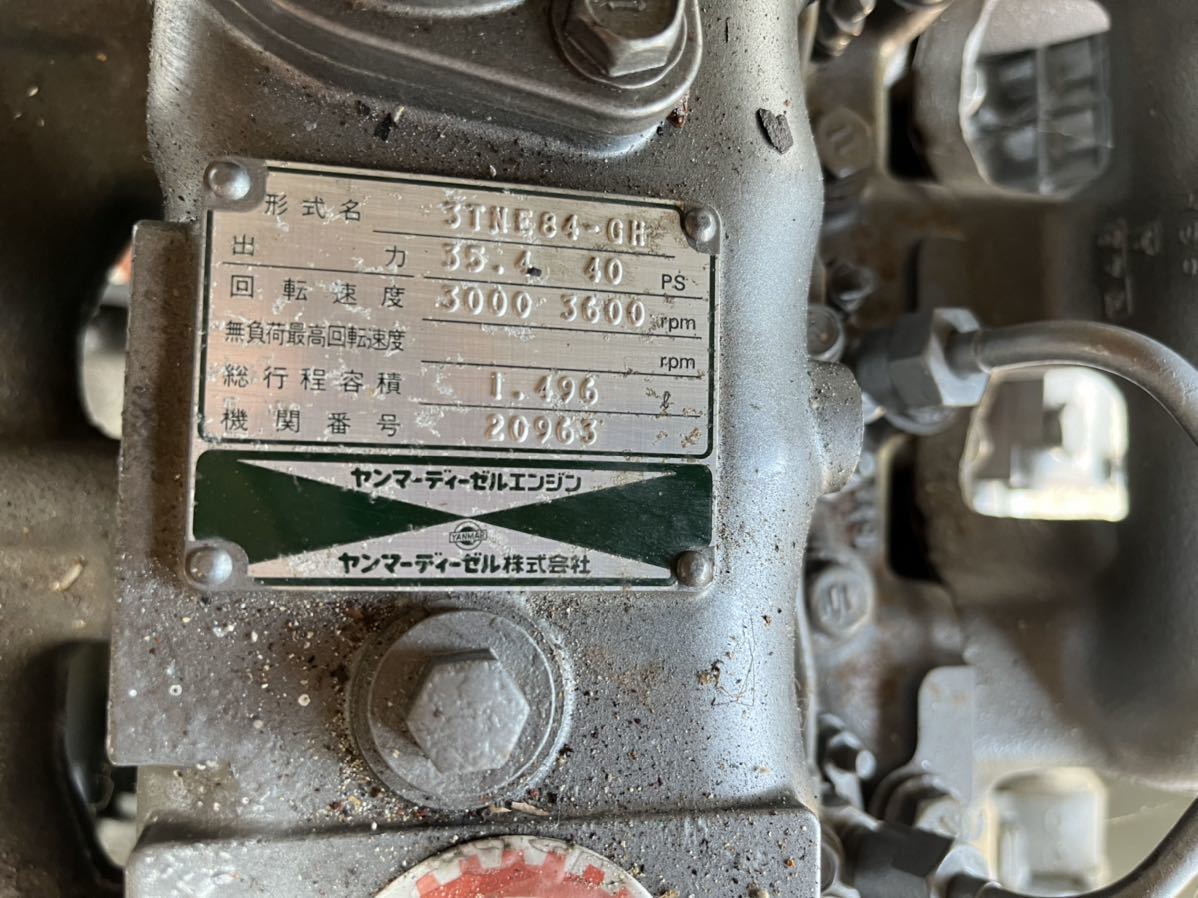 形式名 3TNE84-GH
出力 35.4 40 PS
回転速度 3000 3600 rpm
無負荷最高回転速度 rpm
総行程容積 1.496 ℓ
機関番号 20963
ヤンマーディーゼルエンジン
YANMAR
ヤンマーディーゼル株式会社